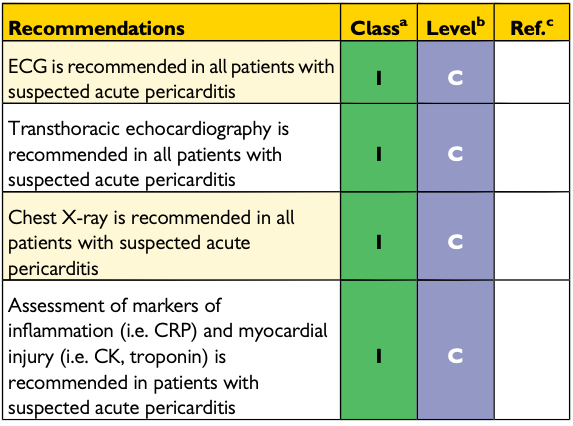 Recommendations Classᵃ Levelᵇ Ref.ᶜ
ECG is recommended in all patients with
suspected acute pericarditis
I C
Transthoracic echocardiography is
recommended in all patients with
suspected acute pericarditis
I C
Chest X-ray is recommended in all
patients with suspected acute
pericarditis
I C
Assessment of markers of
inflammation (i.e. CRP) and myocardial
injury (i.e. CK, troponin) is
recommended in patients with
suspected acute pericarditis
I C